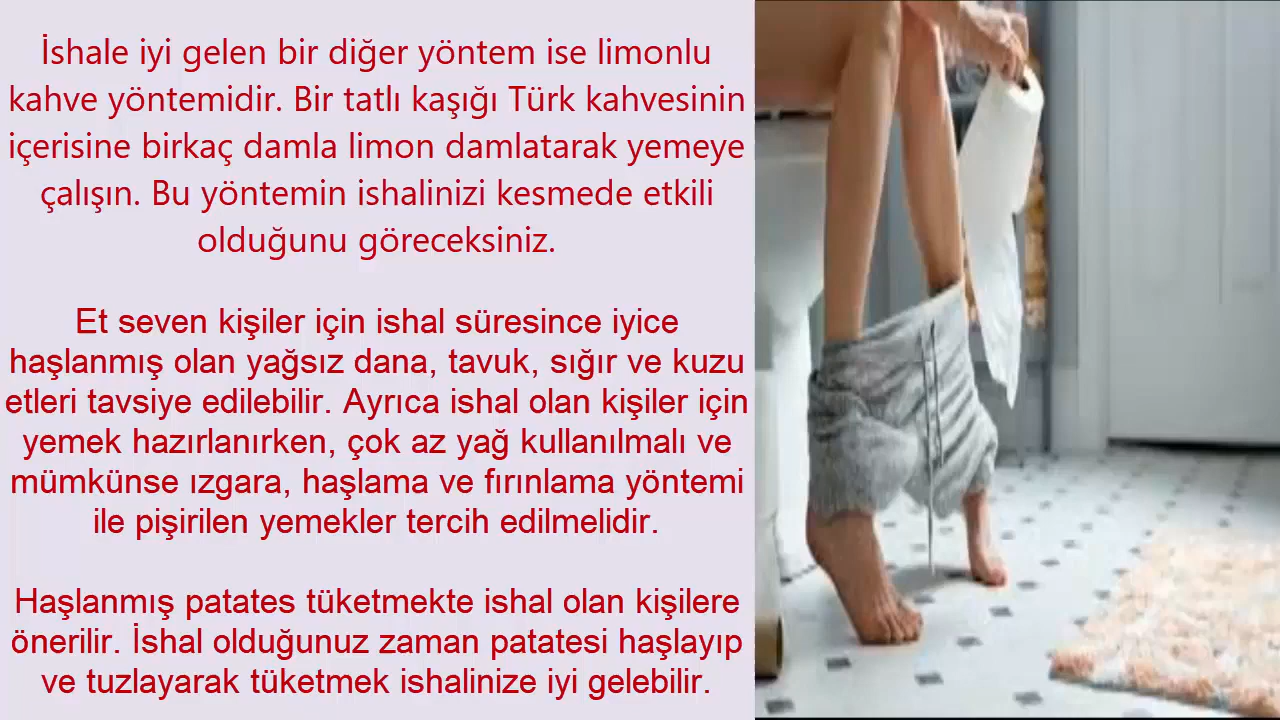 İshale iyi gelen bir diğer yöntem ise limonlu
kahve yöntemidir. Bir tatlı kaşığı Türk kahvesinin
içerisine birkaç damla limon damlatarak yemeye
çalışın. Bu yöntemin ishalinizi kesmede etkili
olduğunu göreceksiniz.
Et seven kişiler için ishal süresince iyice
haşlanmış olan yağsız dana, tavuk, sığır ve kuzu
etleri tavsiye edilebilir. Ayrıca ishal olan kişiler için
yemek hazırlanırken, çok az yağ kullanılmalı ve
mümkünse ızgara, haşlama ve fırınlama yöntemi
ile pişirilen yemekler tercih edilmelidir.
Haşlanmış patates tüketmekte ishal olan kişilere
önerilir. İshal olduğunuz zaman patatesi haşlayıp
ve tuzlayarak tüketmek ishalinize iyi gelebilir.